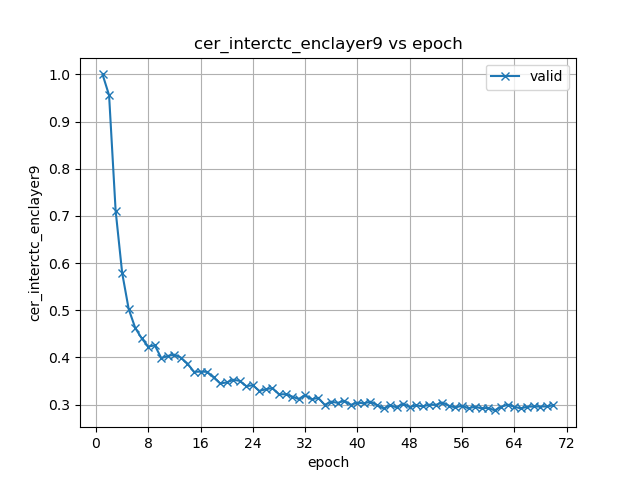 cer_interctc_enclayer9 vs epoch
valid
cer_interctc_enclayer9
1.0
0.9
0.8
0.7
0.6
0.5
0.4
0.3
0 8 16 24 32 40 48 56 64 72
epoch